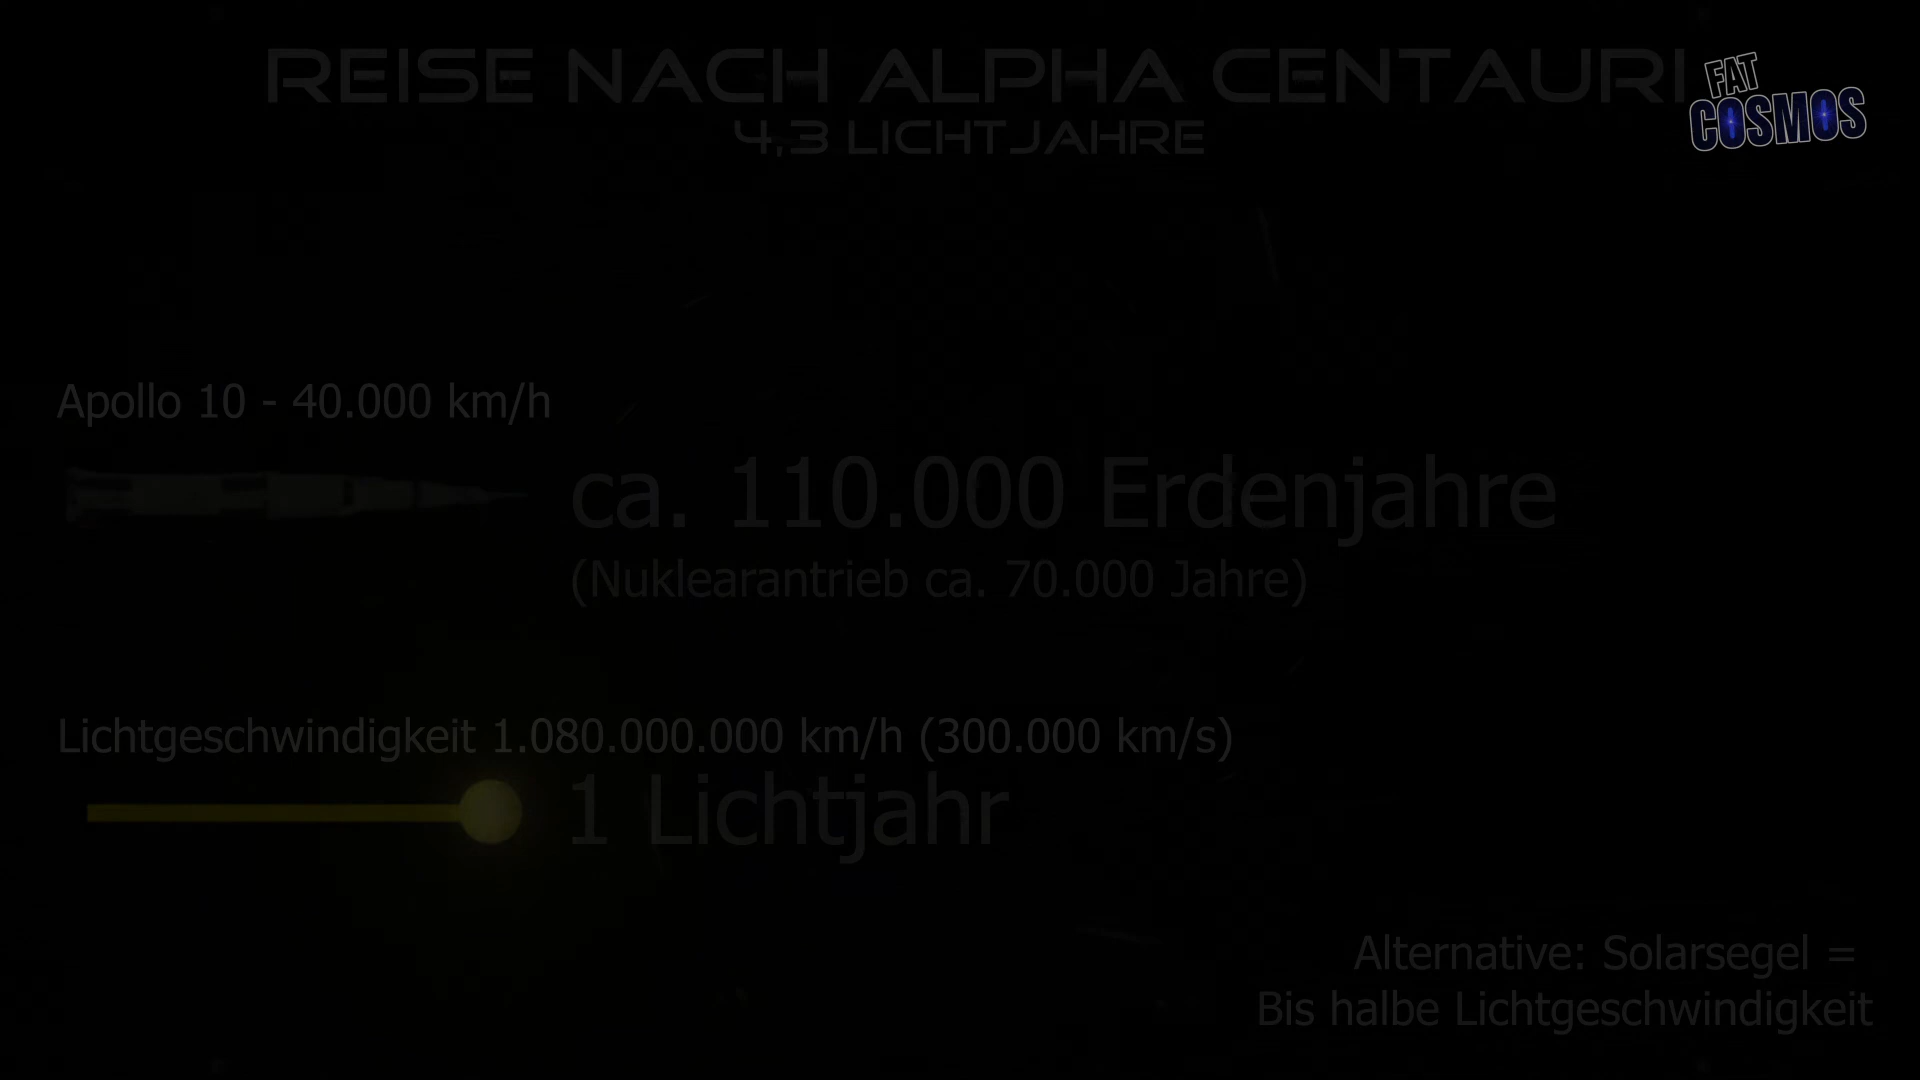 REISE NACH ALPHA CENTAURI
4,3 LICHTJAHRE
FAT
COSMOS
Apollo 10 - 40.000 km/h
ca. 110.000 Erdenjahre
(Nuklearantrieb ca. 70.000 Jahre)
Lichtgeschwindigkeit 1.080.000.000 km/h (300.000 km/s)
1 Lichtjahr
Alternative: Solarsegel =
Bis halbe Lichtgeschwindigkeit